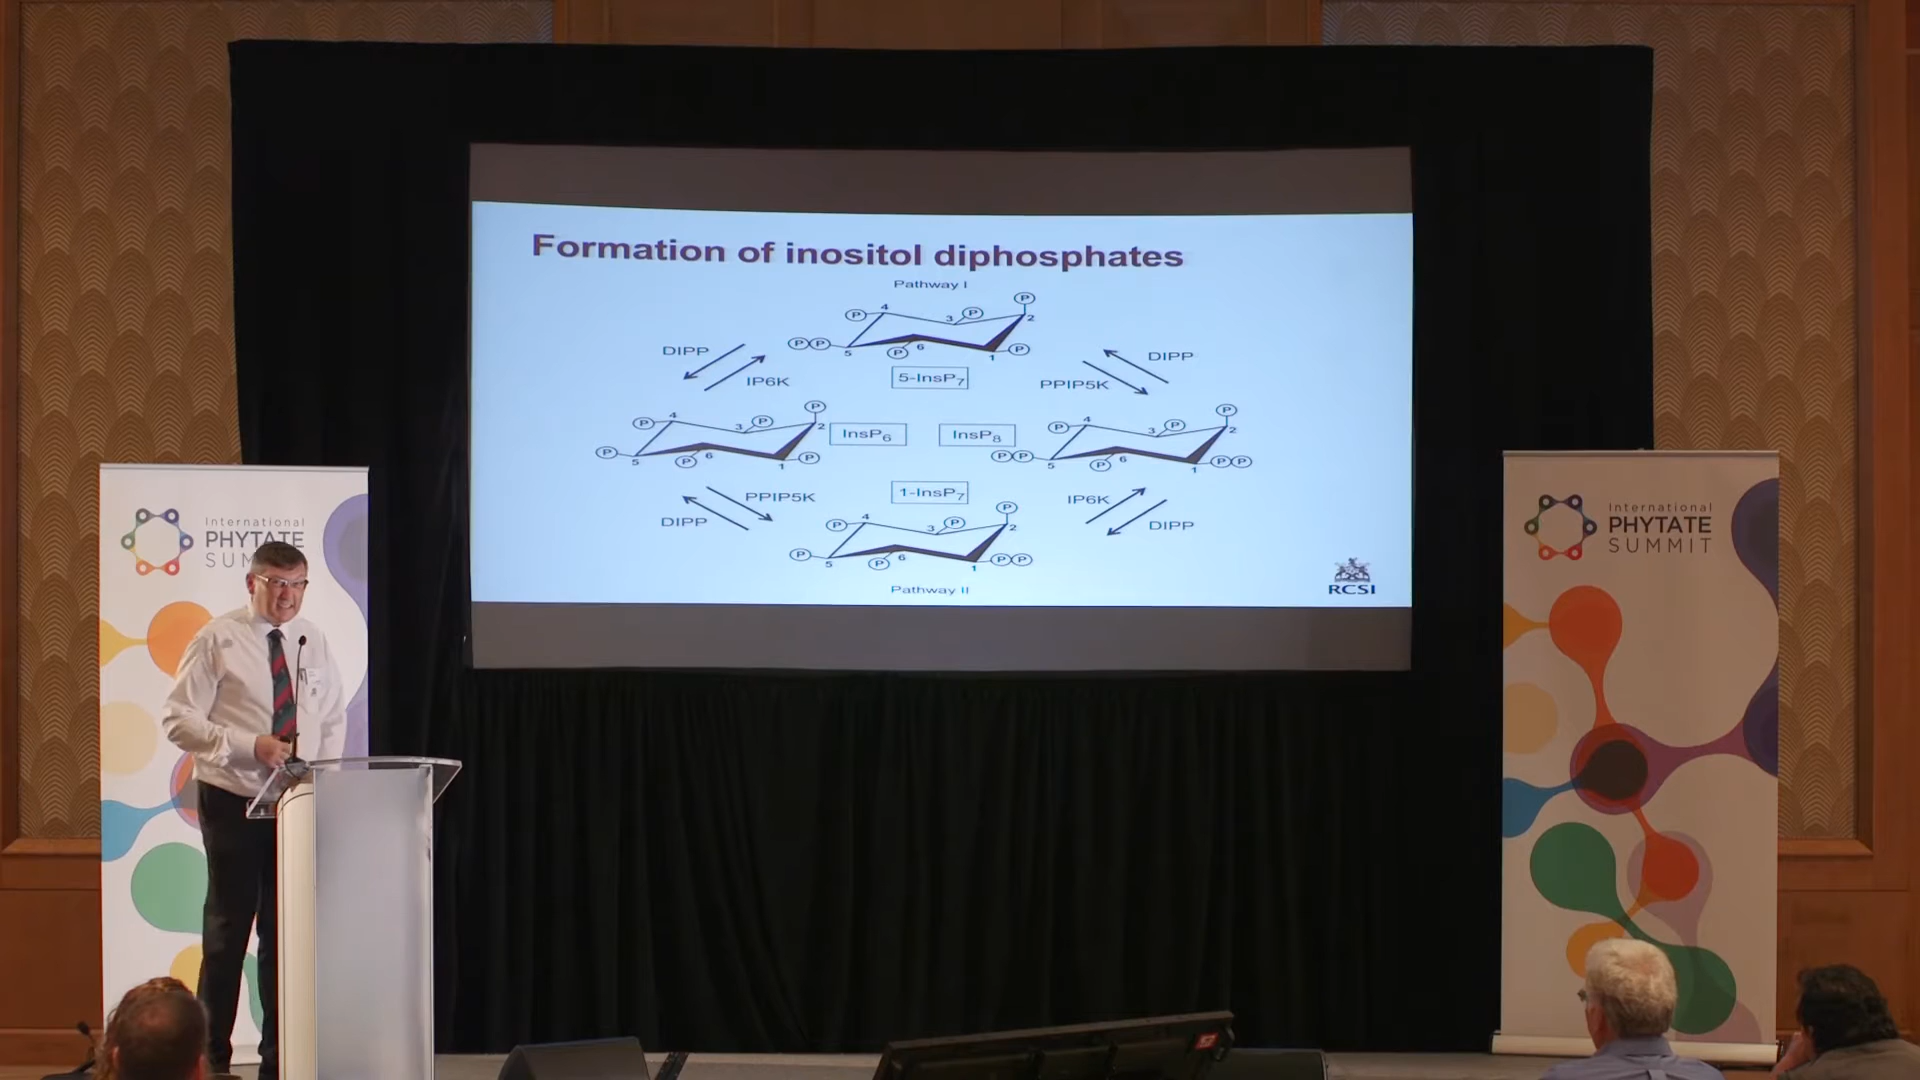 Formation of inositol diphosphates
Pathway I
P
4
3
P
P
2
P P
5
P
6
1
P
DIPP
IP6K
5-InsP7
DIPP
PPIP5K
P
4
3
P
P
2
P
5
P
6
1
P
InsP6
InsP8
P
4
3
P
P
2
P P
5
P
6
1
P P
PPIP5K
DIPP
1-InsP7
IP6K
DIPP
P
4
3
P
P
2
P
5
P
6
1
P P
Pathway II
RCSI
International
PHYTATE
SUM
International
PHYTATE
SUMMIT